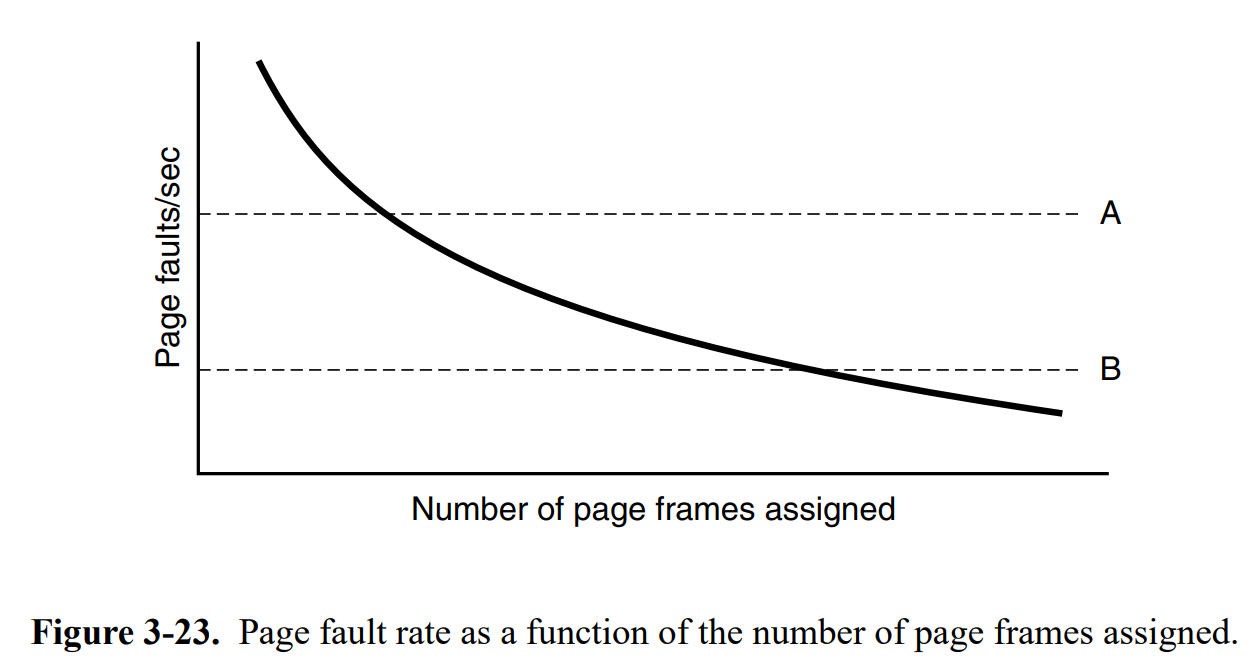 Page faults/sec
A
B
Number of page frames assigned
Figure 3-23. Page fault rate as a function of the number of page frames assigned.